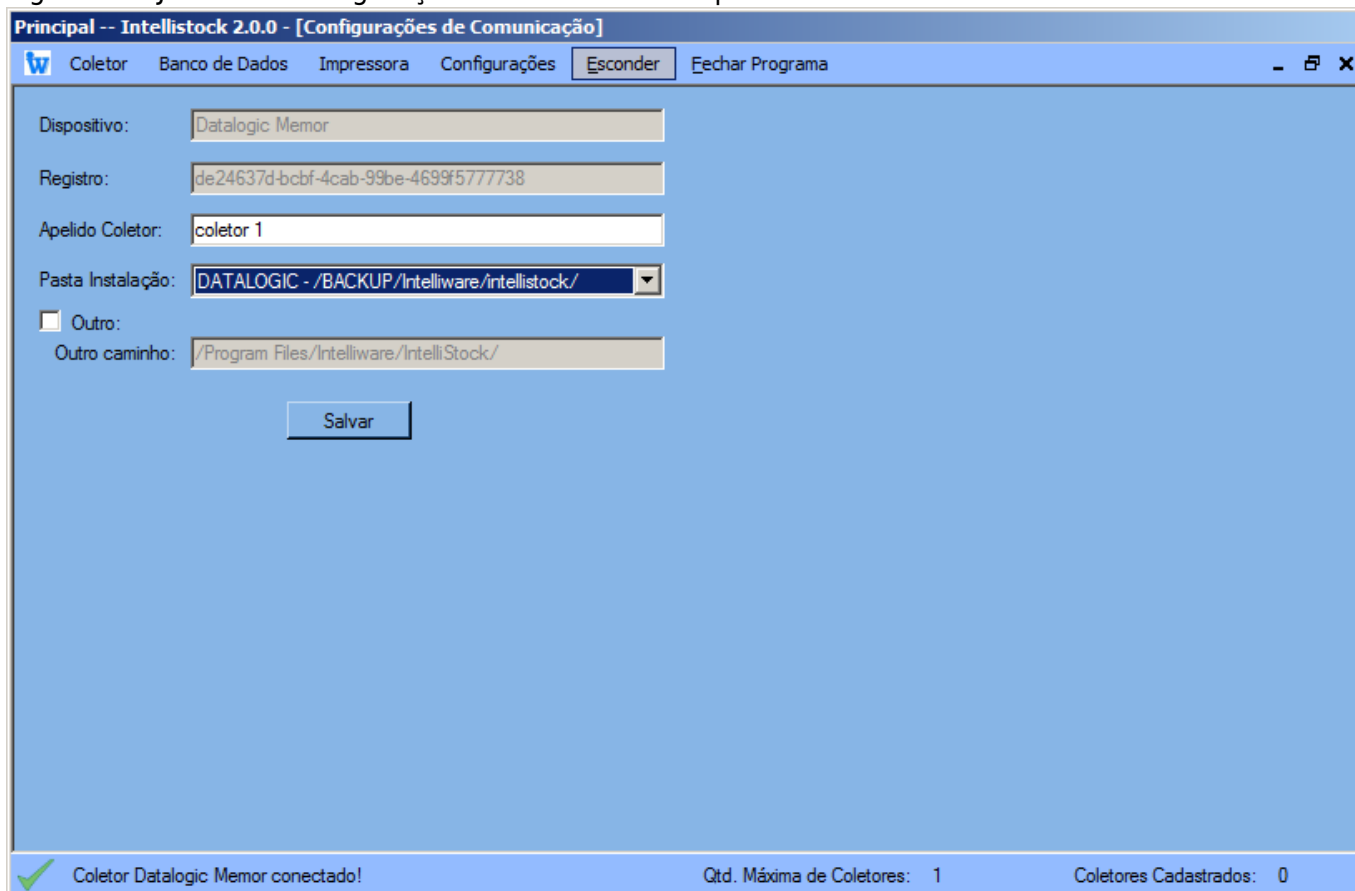 Principal -- Intellistock 2.0.0 - [Configurações de Comunicação]
Coletor Banco de Dados Impressora Configurações Esconder Fechar Programa
Dispositivo: Datalogic Memor
Registro: de24637d-bcbf-4cab-99be-4699f5777738
Apelido Coletor: coletor 1
Pasta Instalação: DATALOGIC - /BACKUP/Intelliware/intellistock/
Outro:
Outro caminho: /Program Files/Intelliware/IntelliStock/
Salvar
Coletor Datalogic Memor conectado! Qtd. Máxima de Coletores: 1 Coletores Cadastrados: 0